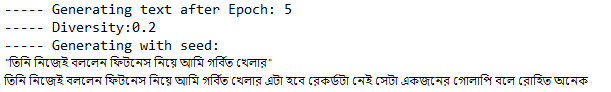 ----- Generating text after Epoch: 5
----- Diversity:0.2
----- Generating with seed:
"তিনি নিজেই বললেন ফিটনেস নিয়ে আমি গর্বিত খেলার"
তিনি নিজেই বললেন ফিটনেস নিয়ে আমি গর্বিত খেলার এটা হবে রেকর্ডটা নেই সেটা একজনের গোলাপি বলে রোহিত অনেক